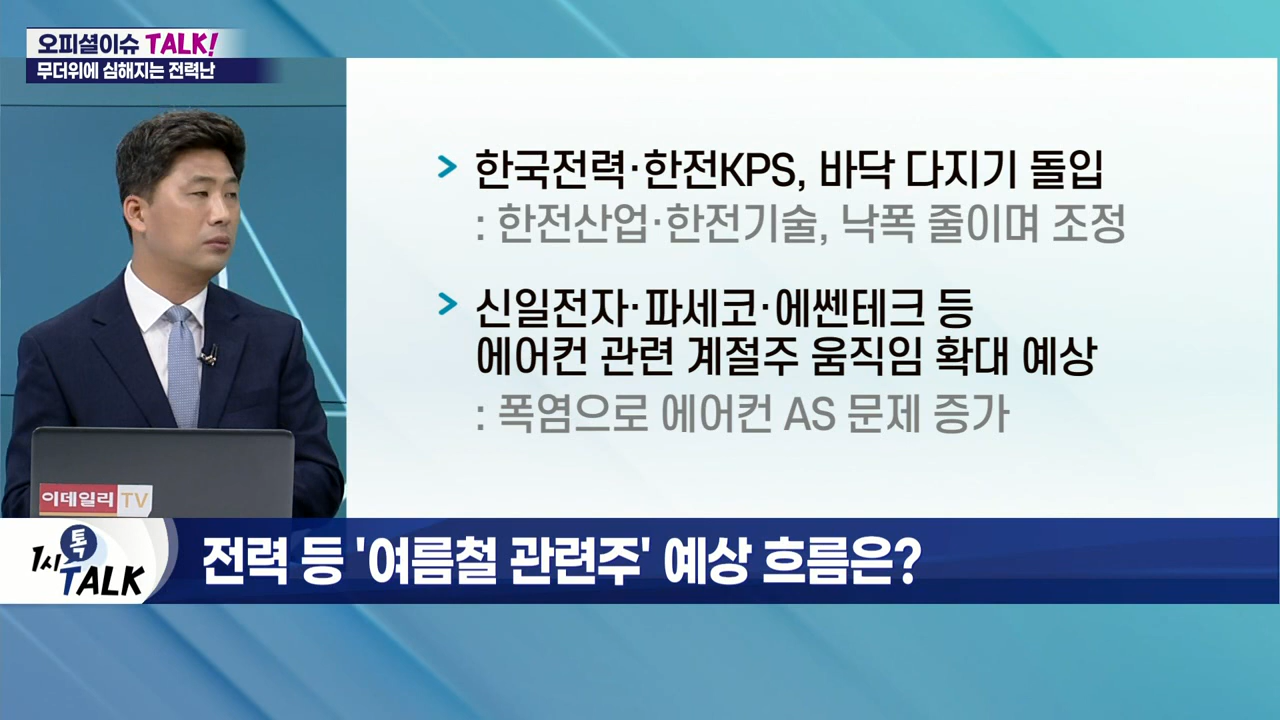 오피셜이슈 TALK!
무더위에 심해지는 전력난
> 한국전력·한전KPS, 바닥 다지기 돌입
: 한전산업·한전기술, 낙폭 줄이며 조정
> 신일전자·파세코·에쎈테크 등
에어컨 관련 계절주 움직임 확대 예상
: 폭염으로 에어컨 AS 문제 증가
이데일리 TV
1시 톡 TALK
전력 등 '여름철 관련주' 예상 흐름은?